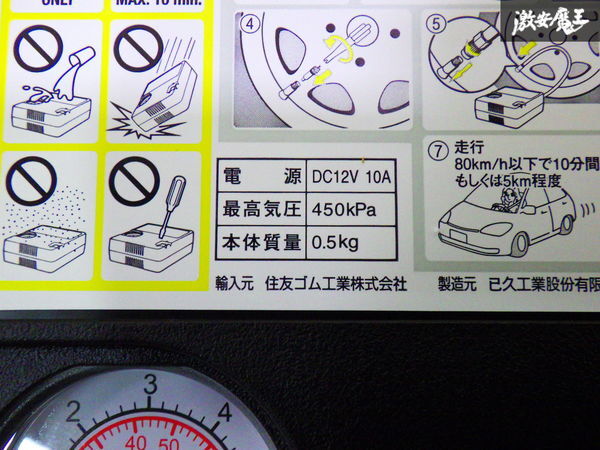 ONLY
MAX. 10 min.
激安魔王
④
⑤
電源 DC12V 10A
最高気圧 450kPa
本体質量 0.5kg
⑦ 走行
80km/h以下で10分間
もしくは5km程度
輸入元 住友ゴム工業株式会社
製造元 已久工業股份有限
2 3 4
40 50